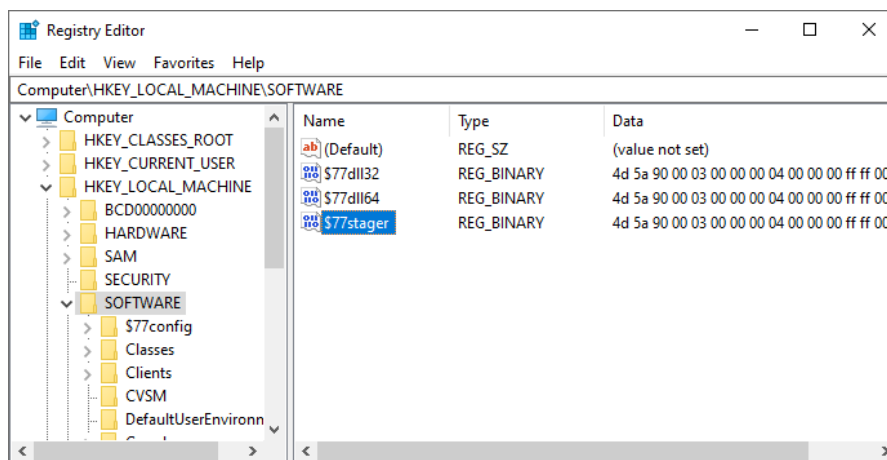 Registry Editor
File Edit View Favorites Help
Computer\HKEY_LOCAL_MACHINE\SOFTWARE
Computer
HKEY_CLASSES_ROOT
HKEY_CURRENT_USER
HKEY_LOCAL_MACHINE
BCD00000000
HARDWARE
SAM
SECURITY
SOFTWARE
$77config
Classes
Clients
CVSM
DefaultUserEnvironn
Name Type Data
(Default) REG_SZ (value not set)
$77dll32 REG_BINARY 4d 5a 90 00 03 00 00 00 04 00 00 00 ff ff 00
$77dll64 REG_BINARY 4d 5a 90 00 03 00 00 00 04 00 00 00 ff ff 00
$77stager REG_BINARY 4d 5a 90 00 03 00 00 00 04 00 00 00 ff ff 00